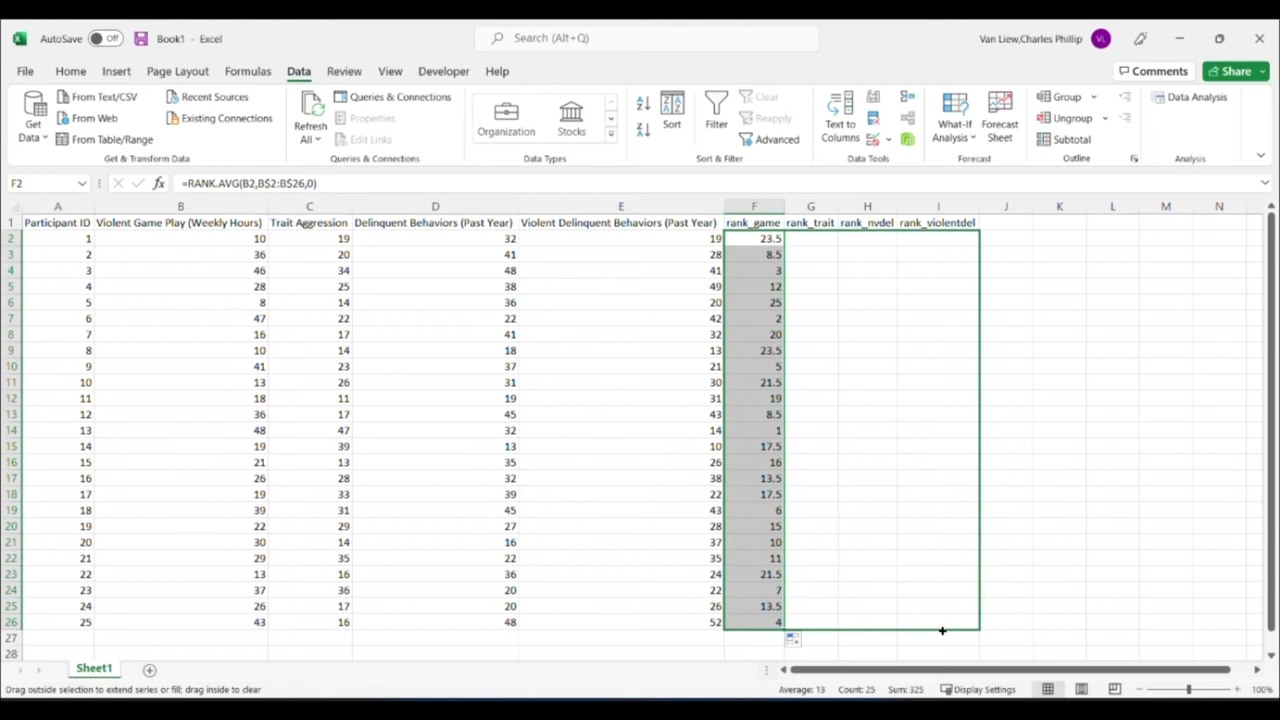 AutoSave Off Book1 - Excel Search (Alt+Q) Van Liew,Charles Phillip VL
File Home Insert Page Layout Formulas Data Review View Developer Help Comments Share
Get Data From Text/CSV From Web From Table/Range Recent Sources Existing Connections Get & Transform Data
Refresh All Queries & Connections Properties Edit Links Queries & Connections
Organization Stocks Data Types
Sort Filter Clear Reapply Advanced Sort & Filter
Text to Columns Data Tools
What-If Analysis Forecast Sheet Forecast
Group Ungroup Subtotal Outline
Data Analysis Analysis
F2 fx =RANK.AVG(B2,B$2:B$26,0)
A B C D E F G H I J K L M N
1 Participant ID Violent Game Play (Weekly Hours) Trait Aggression Delinquent Behaviors (Past Year) Violent Delinquent Behaviors (Past Year) rank_game rank_trait rank_nvdel rank_violentdel
2 1 10 19 32 19 23.5
3 2 36 20 41 28 8.5
4 3 46 34 48 41 3
5 4 28 25 38 49 12
6 5 8 14 36 20 25
7 6 47 22 22 42 2
8 7 16 17 41 32 20
9 8 10 14 18 13 23.5
10 9 41 23 37 21 5
11 10 13 26 31 30 21.5
12 11 18 11 19 31 19
13 12 36 17 45 43 8.5
14 13 48 47 32 14 1
15 14 19 39 13 10 17.5
16 15 21 13 35 26 16
17 16 26 28 32 38 13.5
18 17 19 33 39 22 17.5
19 18 39 31 45 43 6
20 19 22 29 27 28 15
21 20 30 14 16 37 10
22 21 29 35 22 35 11
23 22 13 16 36 24 21.5
24 23 37 36 20 22 7
25 24 26 17 20 26 13.5
26 25 43 16 48 52 4
27
28
Sheet1
Drag outside selection to extend series or fill; drag inside to clear Average: 13 Count: 25 Sum: 325 Display Settings 100%